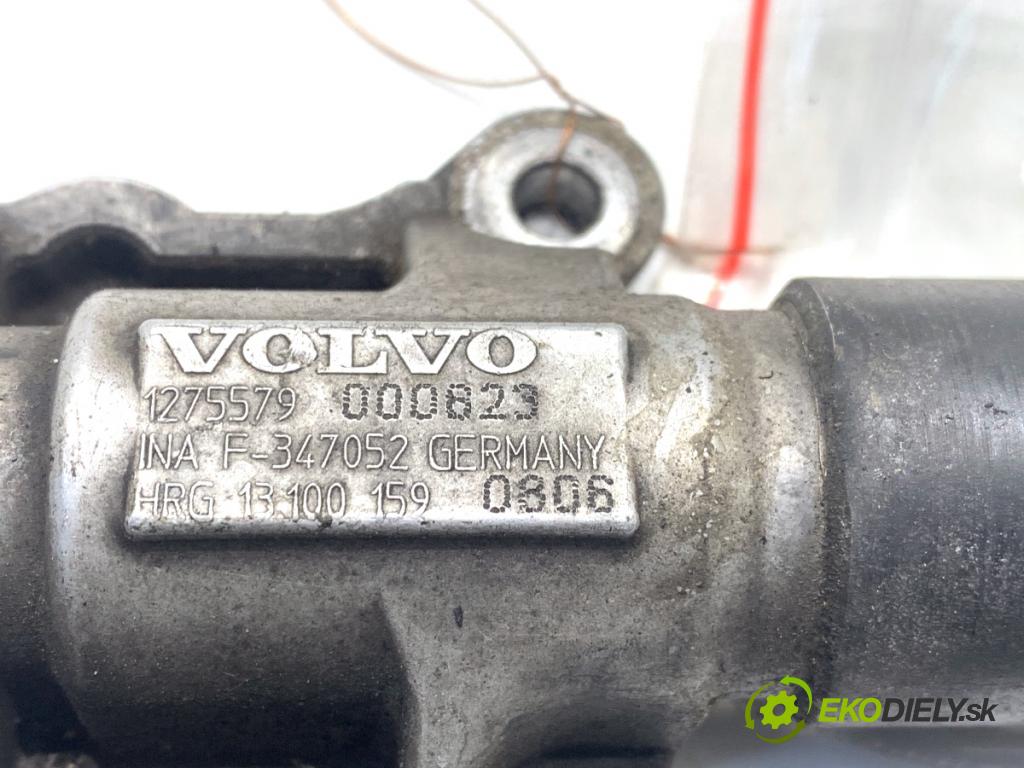 VOLVO
1275579 000823
INA F-347052 GERMANY
HRG 13.100 159 0806
EKODIELY.sk